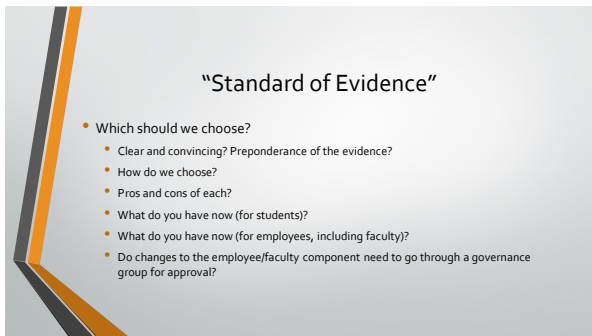 “Standard of Evidence”
• Which should we choose?
• Clear and convincing? Preponderance of the evidence?
• How do we choose?
• Pros and cons of each?
• What do you have now (for students)?
• What do you have now (for employees, including faculty)?
• Do changes to the employee/faculty component need to go through a governance
group for approval?